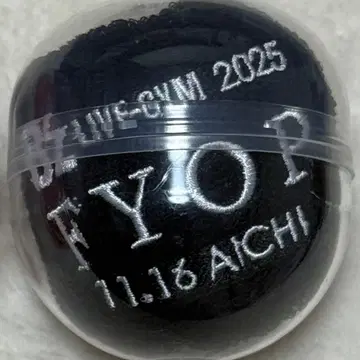 B'z LIVE-GYM 2025
FYOP
11.16 AICHI